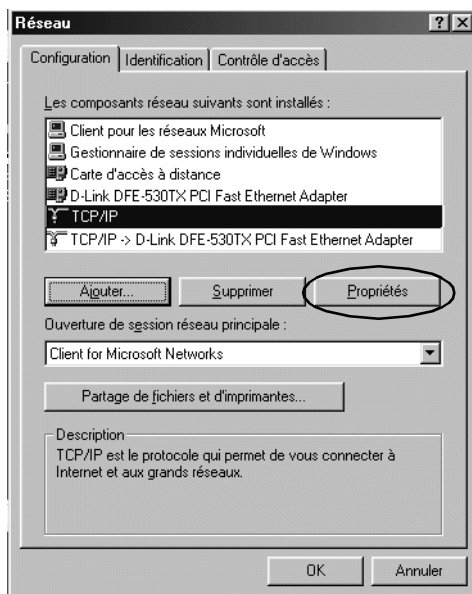 Réseau
Configuration
Identification
Contrôle d'accès
Les composants réseau suivants sont installés :
Client pour les réseaux Microsoft
Gestionnaire de sessions individuelles de Windows
Carte d'accès à distance
D-Link DFE-530TX PCI Fast Ethernet Adapter
TCP/IP
TCP/IP -> D-Link DFE-530TX PCI Fast Ethernet Adapter
Ajouter...
Supprimer
Propriétés
Ouverture de session réseau principale :
Client for Microsoft Networks
Partage de fichiers et d'imprimantes...
Description
TCP/IP est le protocole qui permet de vous connecter à
Internet et aux grands réseaux.
OK
Annuler